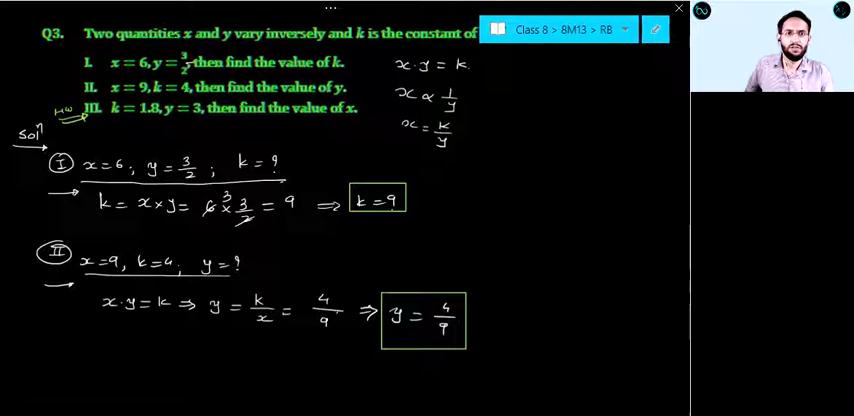 Q3. Two quantities x and y vary inversely and k is the constant of
Class 8 > 8M13 > RB
I. x = 6, y = 3/2, then find the value of k.
II. x = 9, k = 4, then find the value of y.
HW III. k = 1.8, y = 3, then find the value of x.
x·y = k
x ∝ 1/y
x = k/y
Solⁿ
I x=6; y=3/2; k=?
k = x×y = 6 3 × 3/2 = 9 ⇒ k=9
II x=9, k=4, y=?
x·y=k ⇒ y = k/x = 4/9 ⇒ y = 4/9